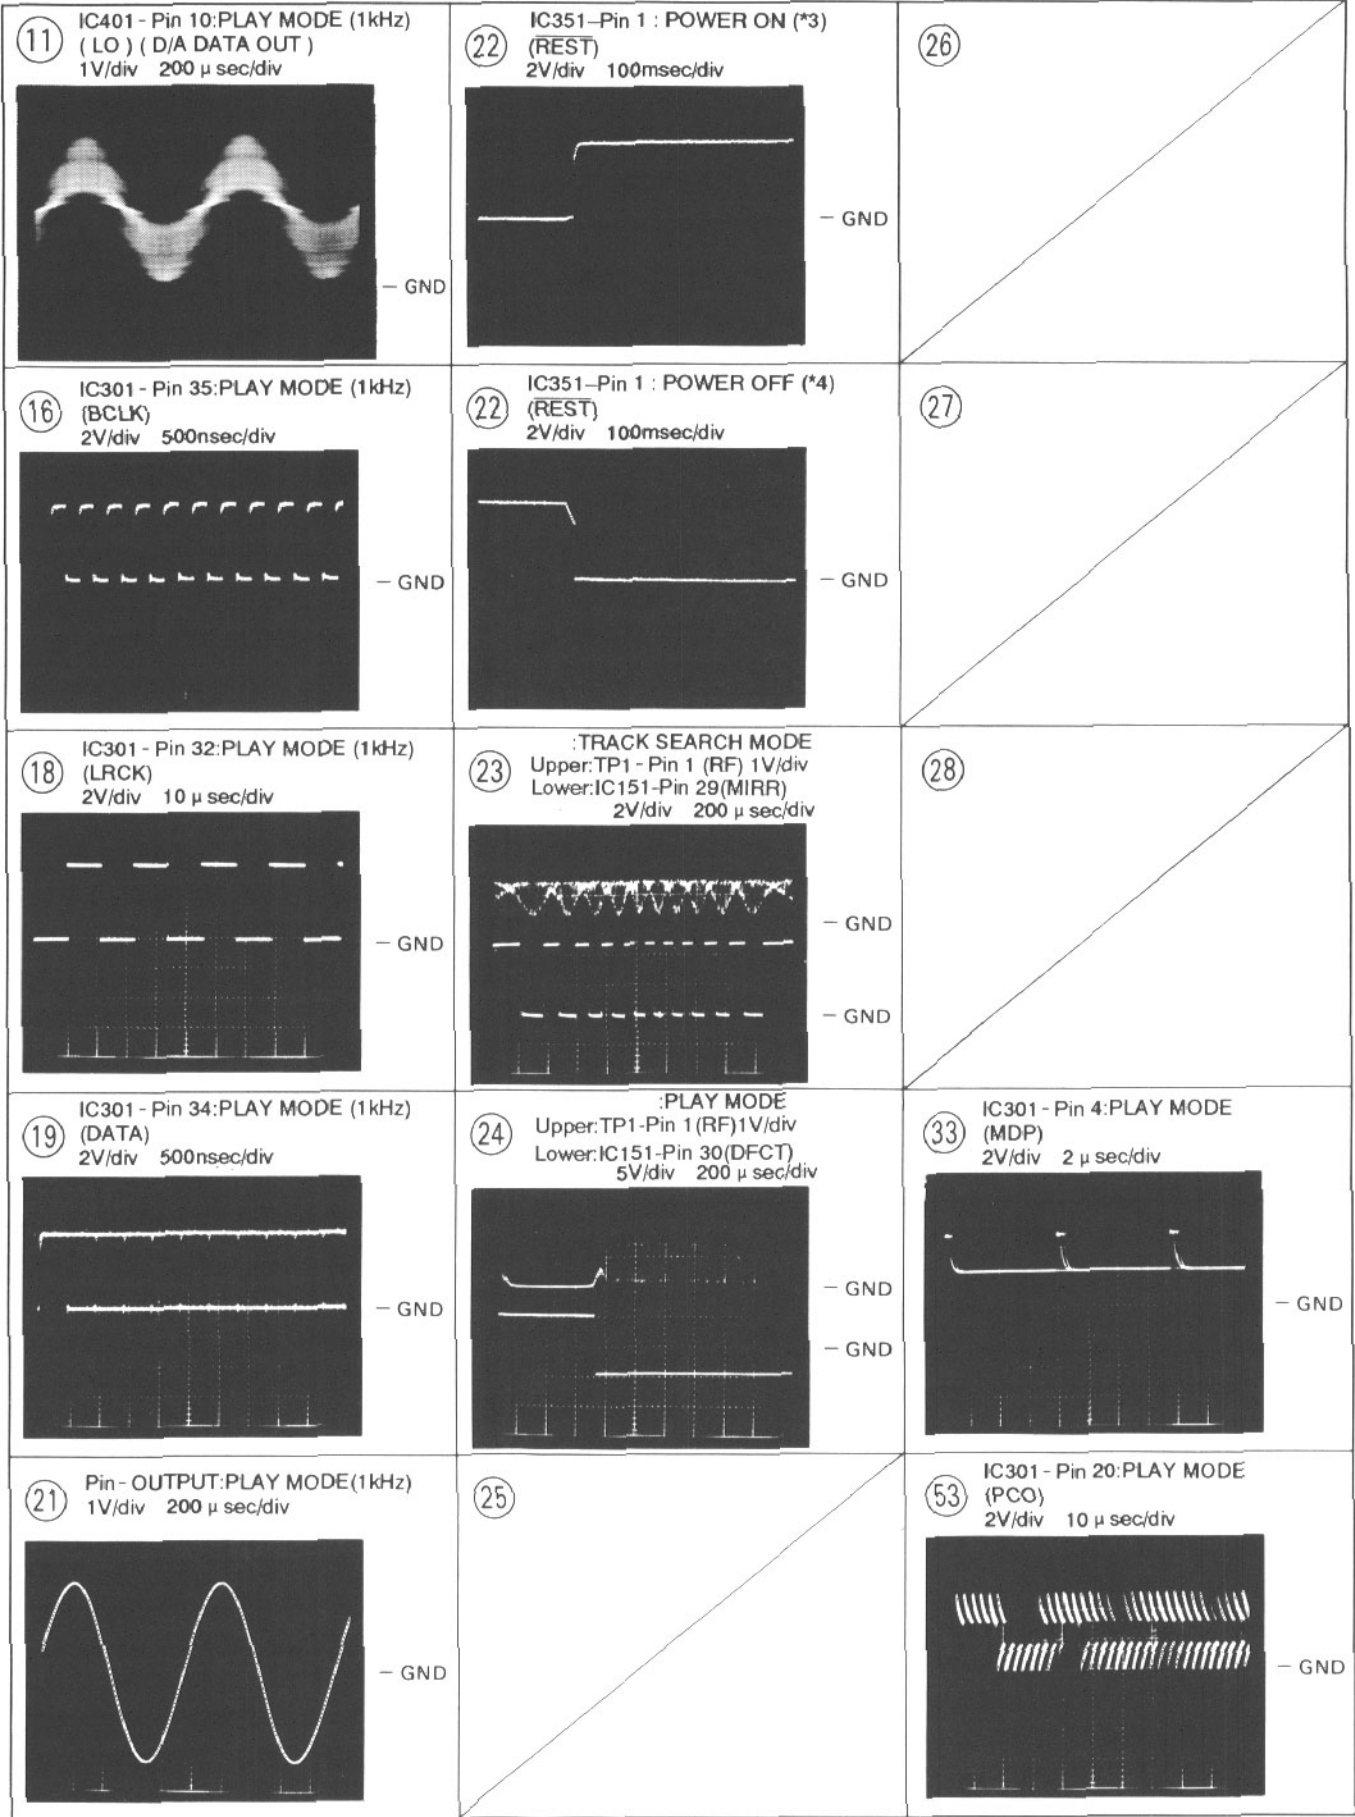 11 IC401 - Pin 10:PLAY MODE (1kHz)
( LO ) ( D/A DATA OUT )
1V/div 200 μ sec/div
— GND
22 IC351–Pin 1 : POWER ON (*3)
(REST)
2V/div 100msec/div
— GND
26
16 IC301 - Pin 35:PLAY MODE (1kHz)
(BCLK)
2V/div 500nsec/div
— GND
22 IC351–Pin 1 : POWER OFF (*4)
(REST)
2V/div 100msec/div
— GND
27
18 IC301 - Pin 32:PLAY MODE (1kHz)
(LRCK)
2V/div 10 μ sec/div
— GND
23 :TRACK SEARCH MODE
Upper:TP1 - Pin 1 (RF) 1V/div
Lower:IC151-Pin 29(MIRR)
2V/div 200 μ sec/div
— GND
— GND
28
19 IC301 - Pin 34:PLAY MODE (1kHz)
(DATA)
2V/div 500nsec/div
— GND
24 :PLAY MODE
Upper:TP1-Pin 1(RF)1V/div
Lower:IC151-Pin 30(DFCT)
5V/div 200 μ sec/div
— GND
— GND
33 IC301 - Pin 4:PLAY MODE
(MDP)
2V/div 2 μ sec/div
— GND
21 Pin - OUTPUT:PLAY MODE(1kHz)
1V/div 200 μ sec/div
— GND
25
53 IC301 - Pin 20:PLAY MODE
(PCO)
2V/div 10 μ sec/div
— GND